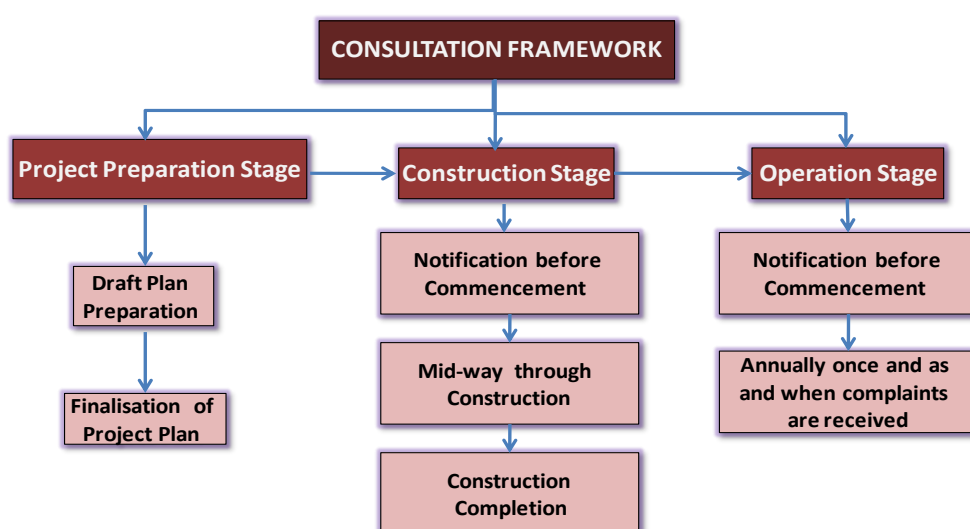 CONSULTATION FRAMEWORK
Project Preparation Stage
Construction Stage
Operation Stage
Draft Plan
Preparation
Finalisation of
Project Plan
Notification before
Commencement
Mid-way through
Construction
Construction
Completion
Notification before
Commencement
Annually once and as
and when complaints
are received